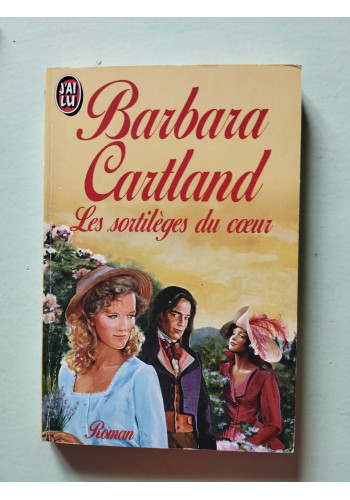 J'AI
LU
Barbara
Cartland
Les sortilèges du cœur
Roman